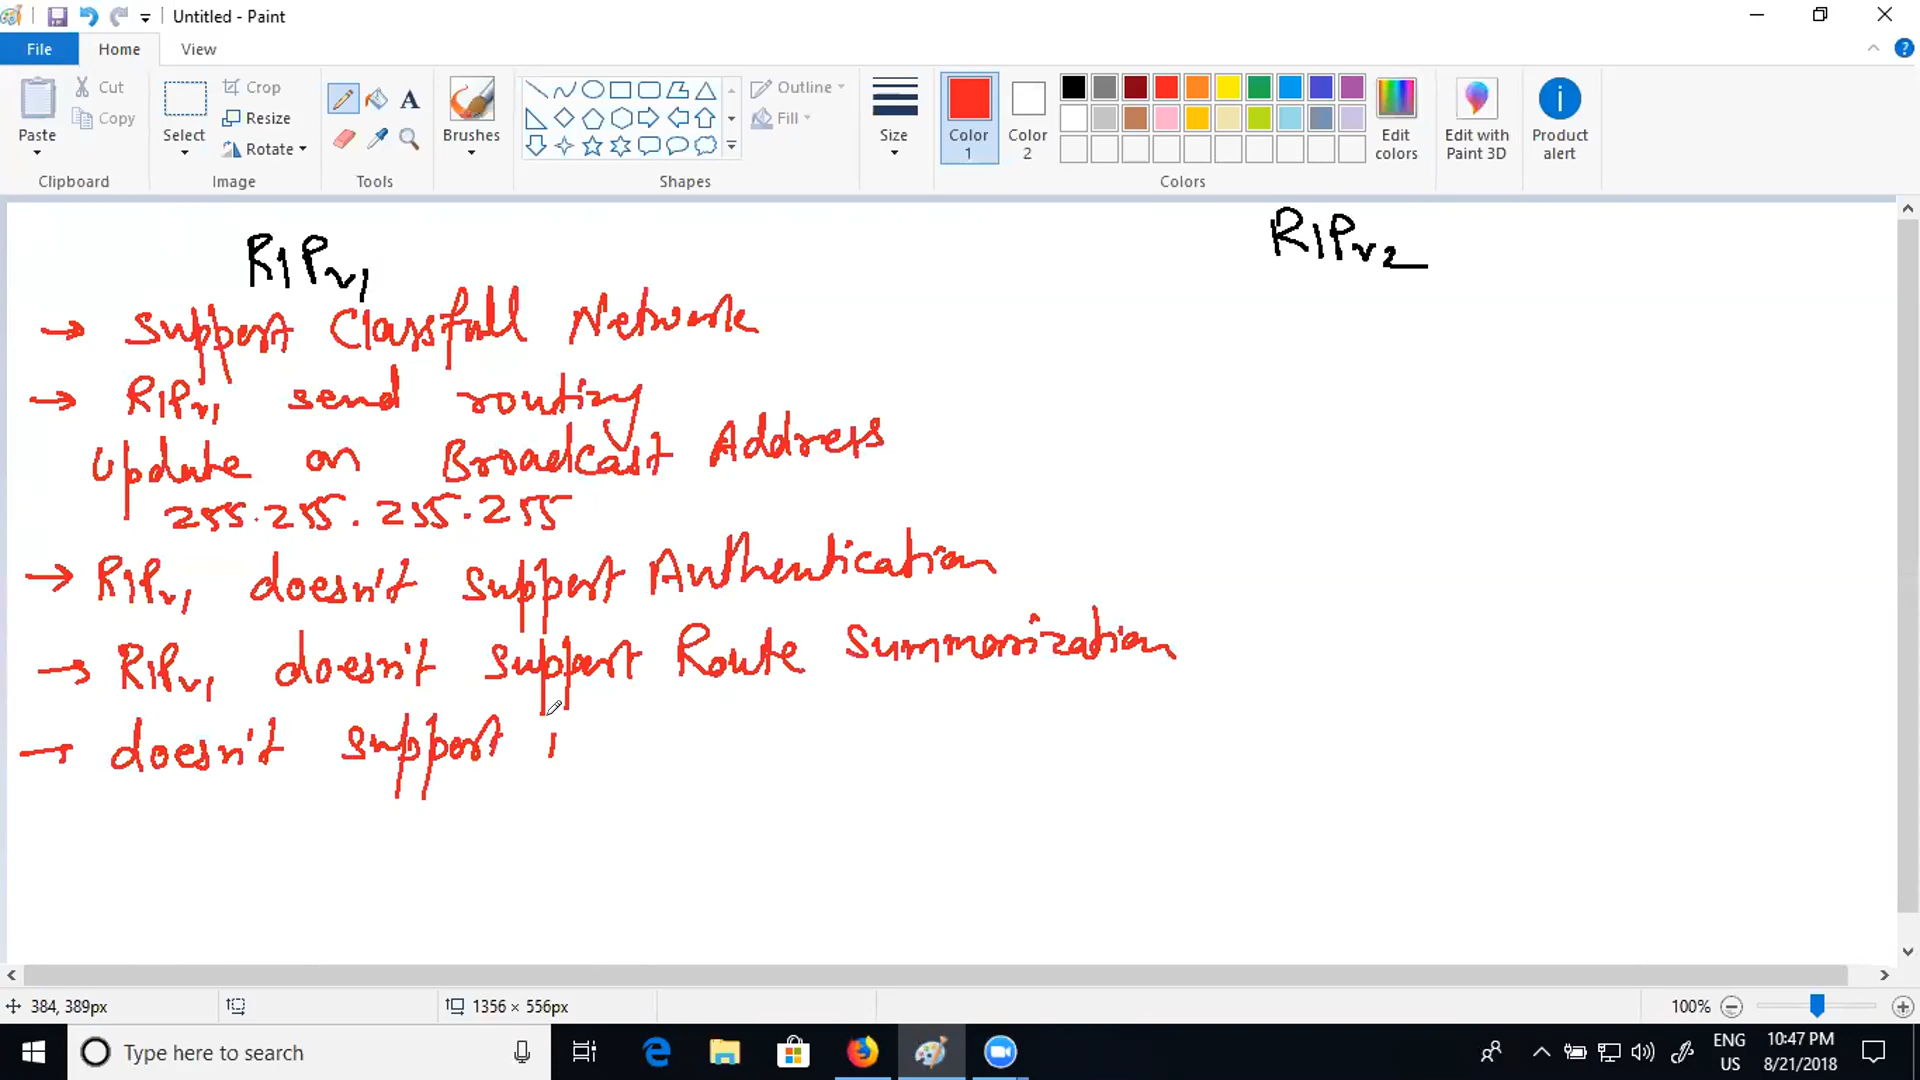 Untitled - Paint
File Home View
Paste
Cut
Copy
Clipboard
Select
Crop
Resize
Rotate
Image
Tools
Brushes
Shapes
Outline
Fill
Size
Color 1
Color 2
Edit colors
Edit with Paint 3D
Product alert
Colors
RIPv1
RIPv2
→ Support Classfull Network
→ RIPv1 send routing
Update on Broadcast Address
255.255.255.255
→ RIPv1 doesn't support Authentication
→ RIPv1 doesn't support Route Summorization
→ doesn't support
384, 389px
1356 × 556px
100%
Type here to search
ENG
US
10:47 PM
8/21/2018